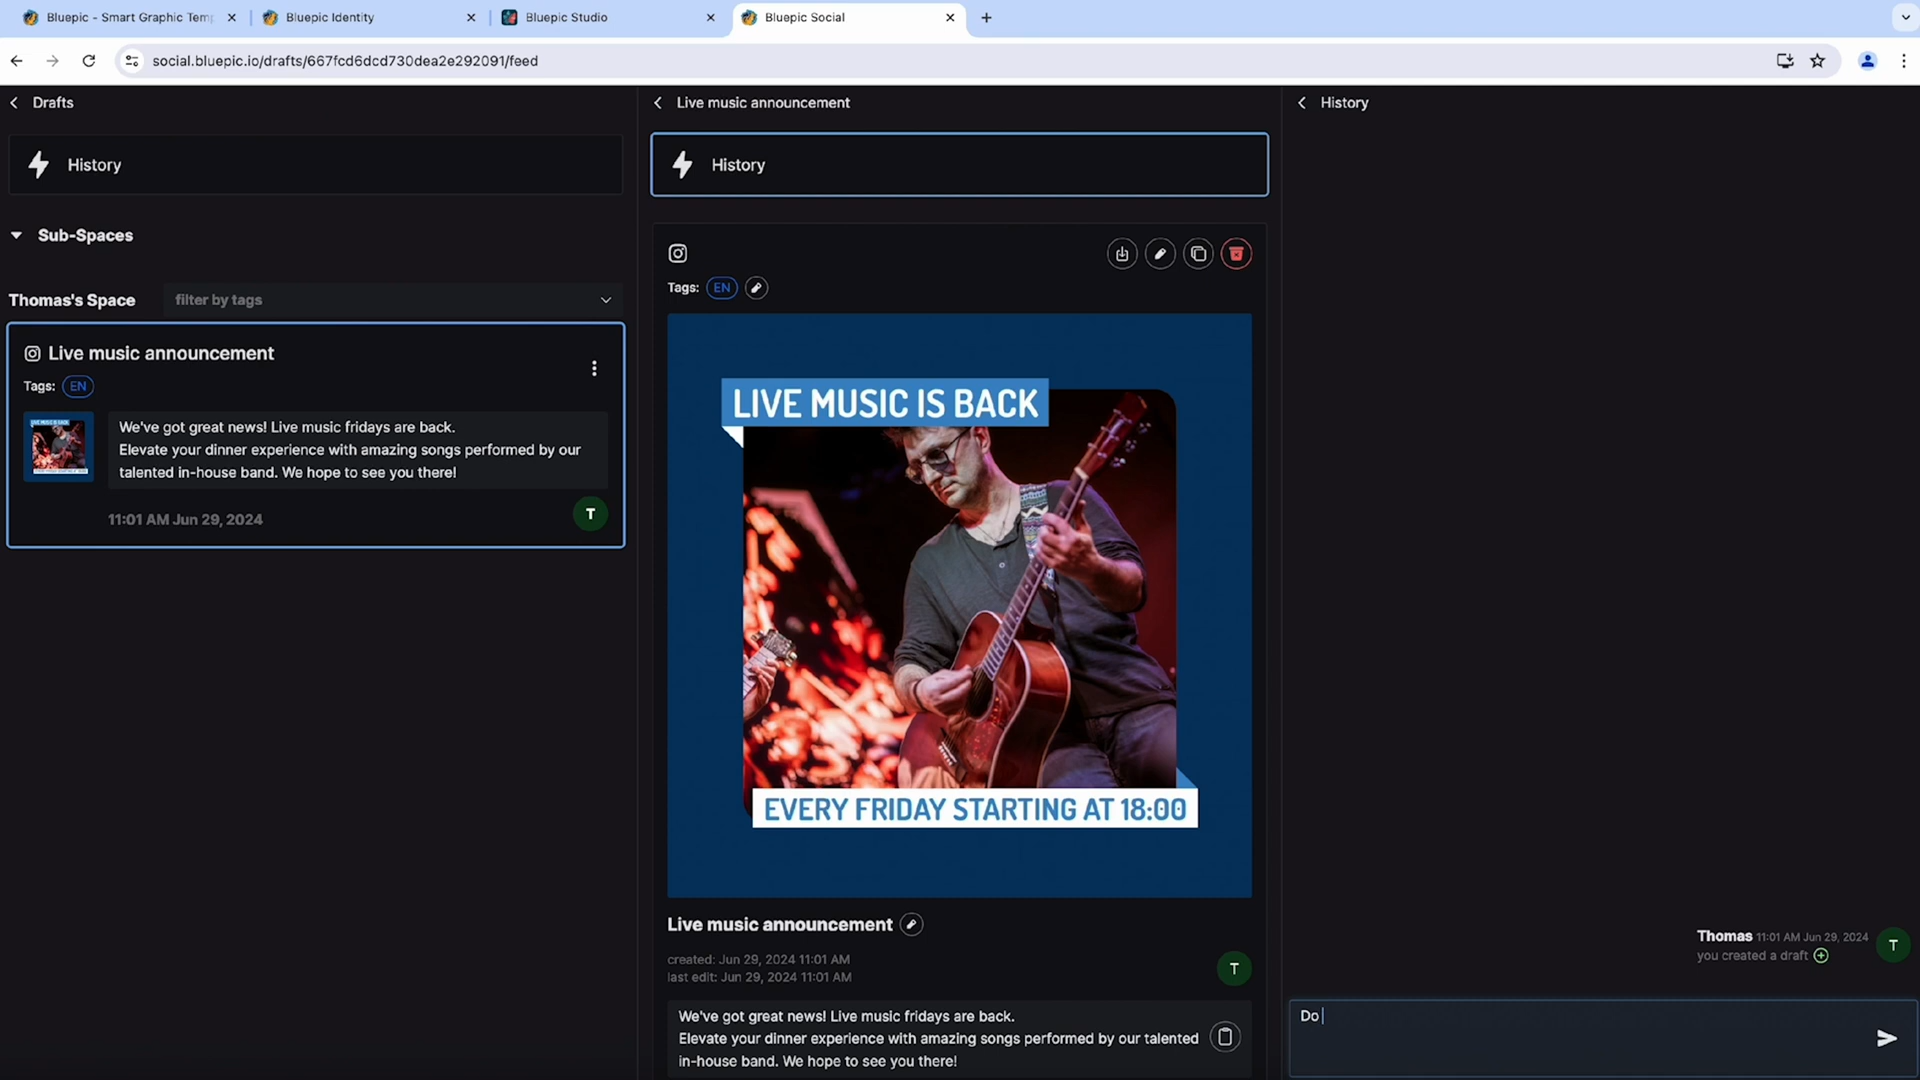 Bluepic - Smart Graphic Temp
Bluepic Identity
Bluepic Studio
Bluepic Social
social.bluepic.io/drafts/667fcd6dcd730dea2e292091/feed
Drafts
History
Sub-Spaces
Thomas's Space
filter by tags
Live music announcement
Tags: EN
We've got great news! Live music fridays are back.
Elevate your dinner experience with amazing songs performed by our
talented in-house band. We hope to see you there!
11:01 AM Jun 29, 2024
T
Live music announcement
History
Tags: EN
LIVE MUSIC IS BACK
EVERY FRIDAY STARTING AT 18:00
Live music announcement
created: Jun 29, 2024 11:01 AM
last edit: Jun 29, 2024 11:01 AM
T
We've got great news! Live music fridays are back.
Elevate your dinner experience with amazing songs performed by our talented
in-house band. We hope to see you there!
History
Thomas 11:01 AM Jun 29, 2024
you created a draft
T
Do